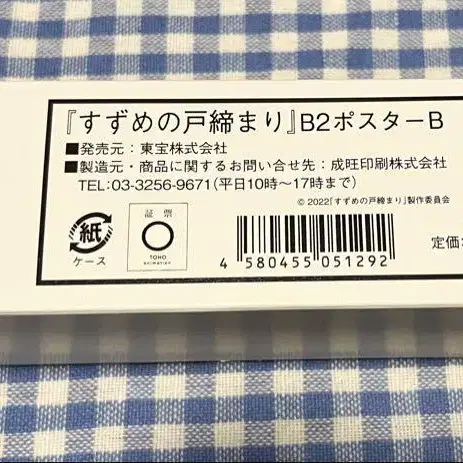 『すずめの戸締まり』B2ポスターB
■発売元：東宝株式会社
■製造元・商品に関するお問い合せ先：成旺印刷株式会社
TEL:03-3256-9671(平日10時～17時まで)
© 2022「すずめの戸締まり」製作委員会
紙
ケース
証票
TOHO
animation
4 580455 051292
定価: